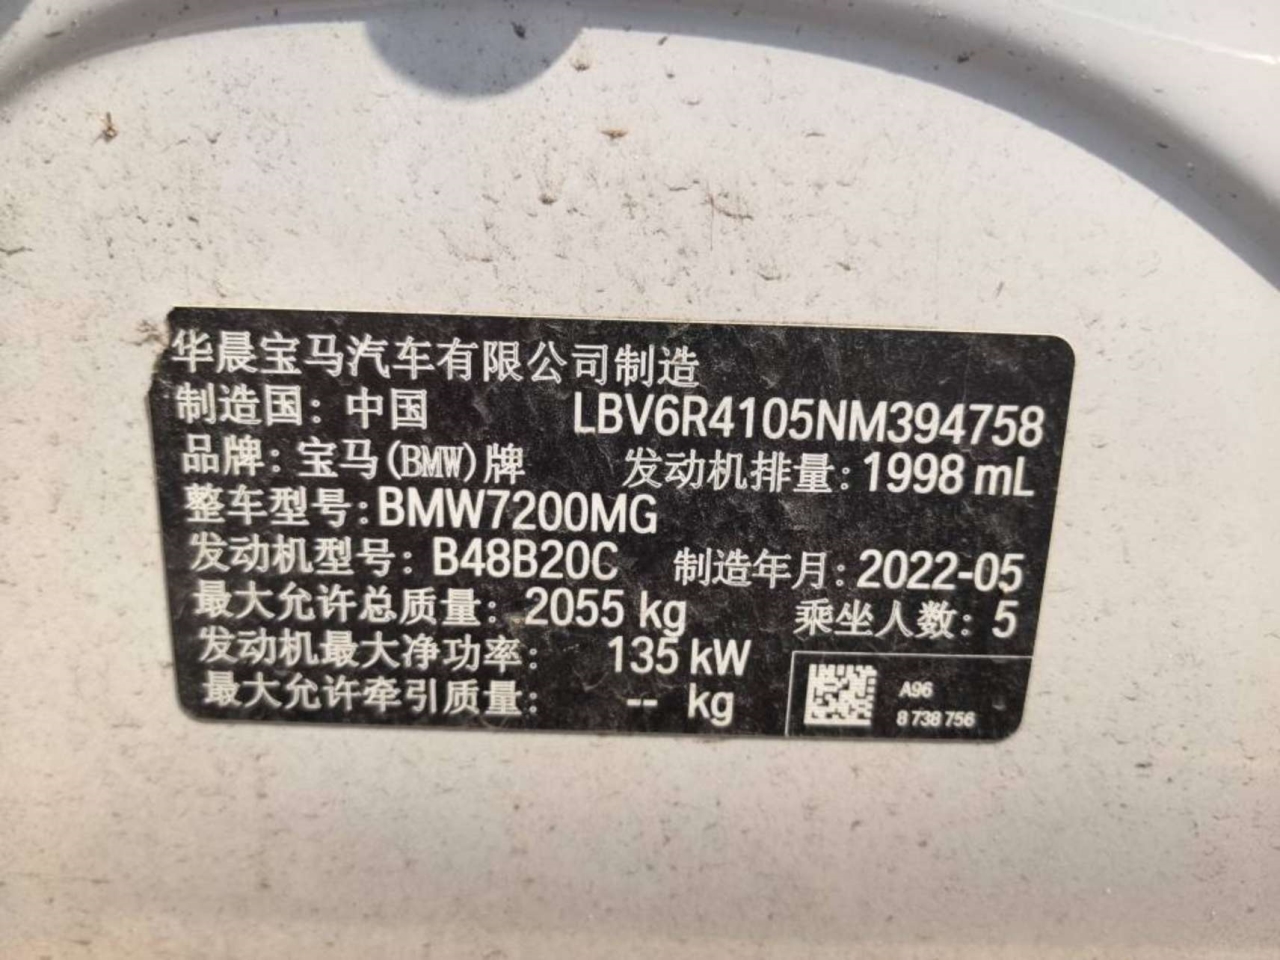 华晨宝马汽车有限公司制造
制造国: 中国 LBV6R4105NM394758
品牌: 宝马(BMW)牌 发动机排量: 1998 mL
整车型号: BMW7200MG
发动机型号: B48B20C 制造年月: 2022-05
最大允许总质量: 2055 kg 乘坐人数: 5
发动机最大净功率: 135 kW
最大允许牵引质量: -- kg
A96
8 738 756